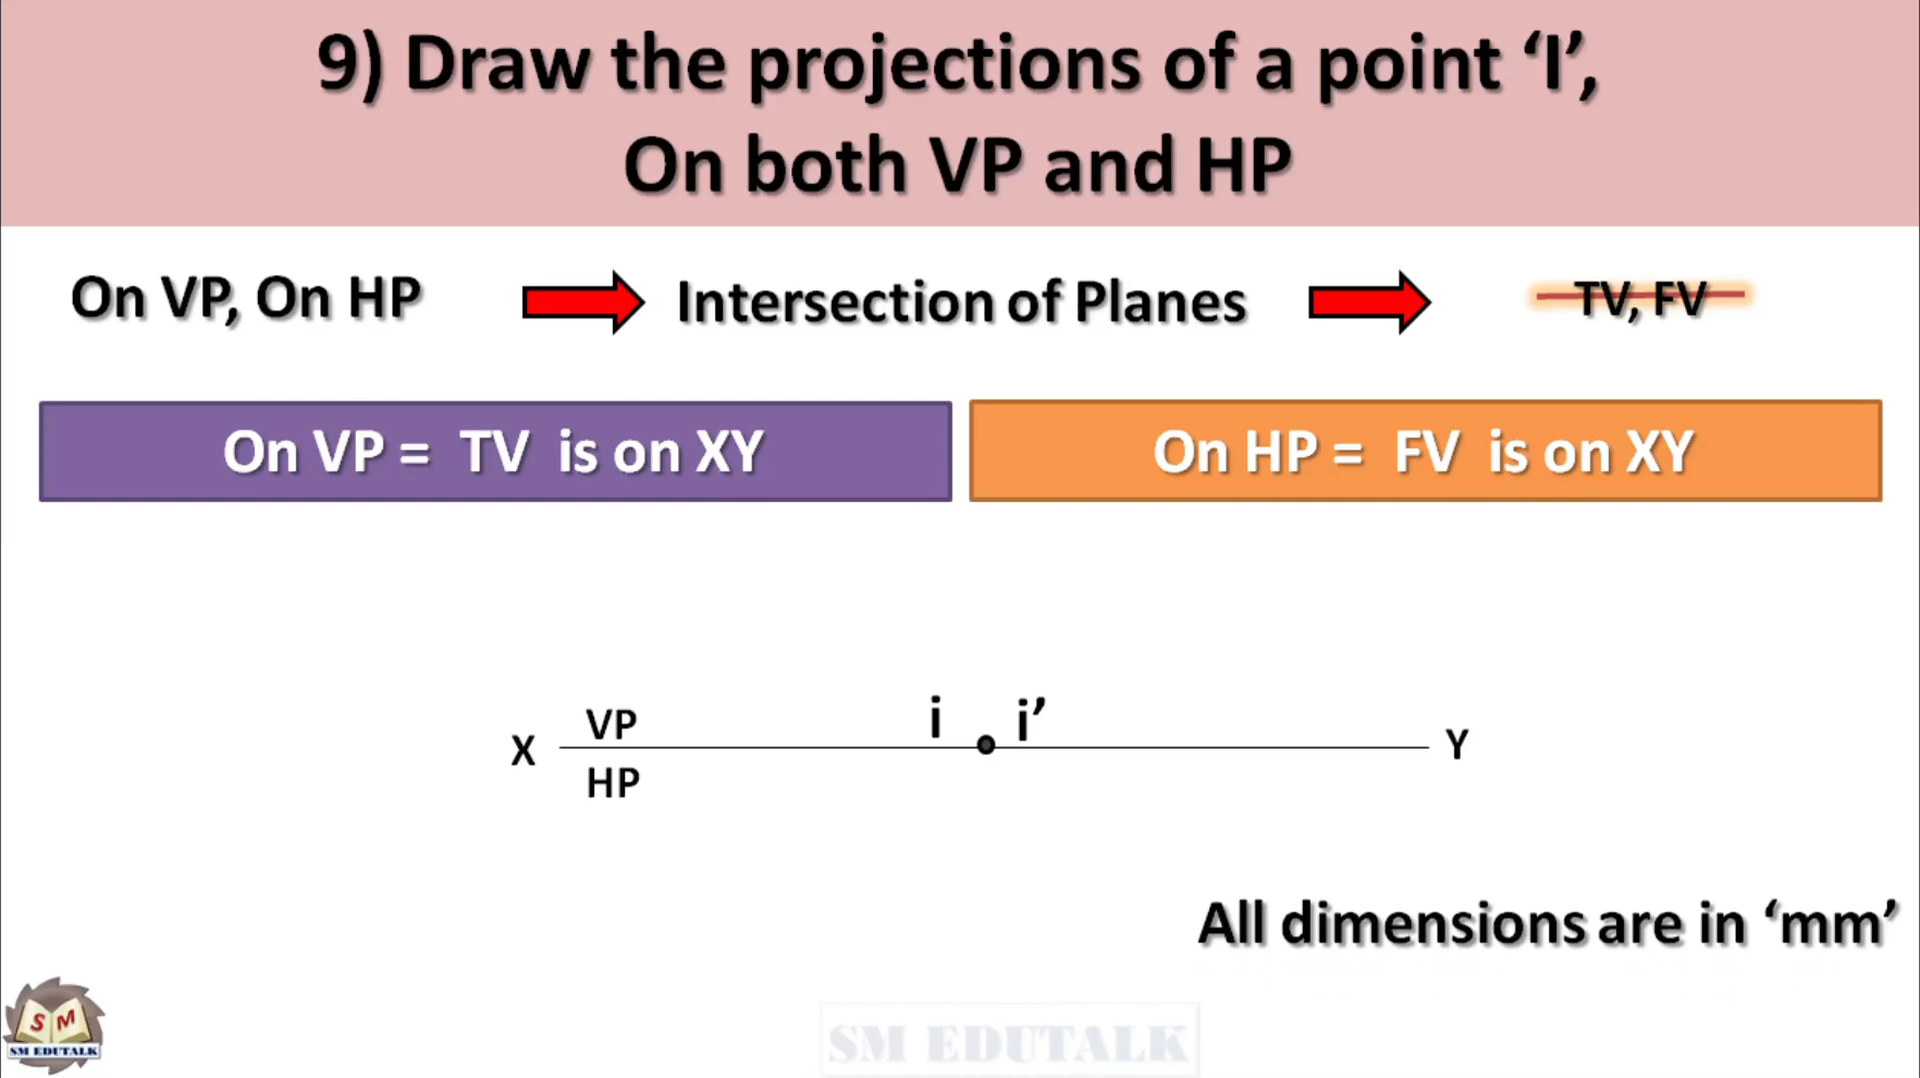 9) Draw the projections of a point ‘I’,
On both VP and HP
On VP, On HP
Intersection of Planes
TV, FV
On VP = TV is on XY
On HP = FV is on XY
i i’
VP
X Y
HP
All dimensions are in ‘mm’
S M
SM EDUTALK
SM EDUTALK